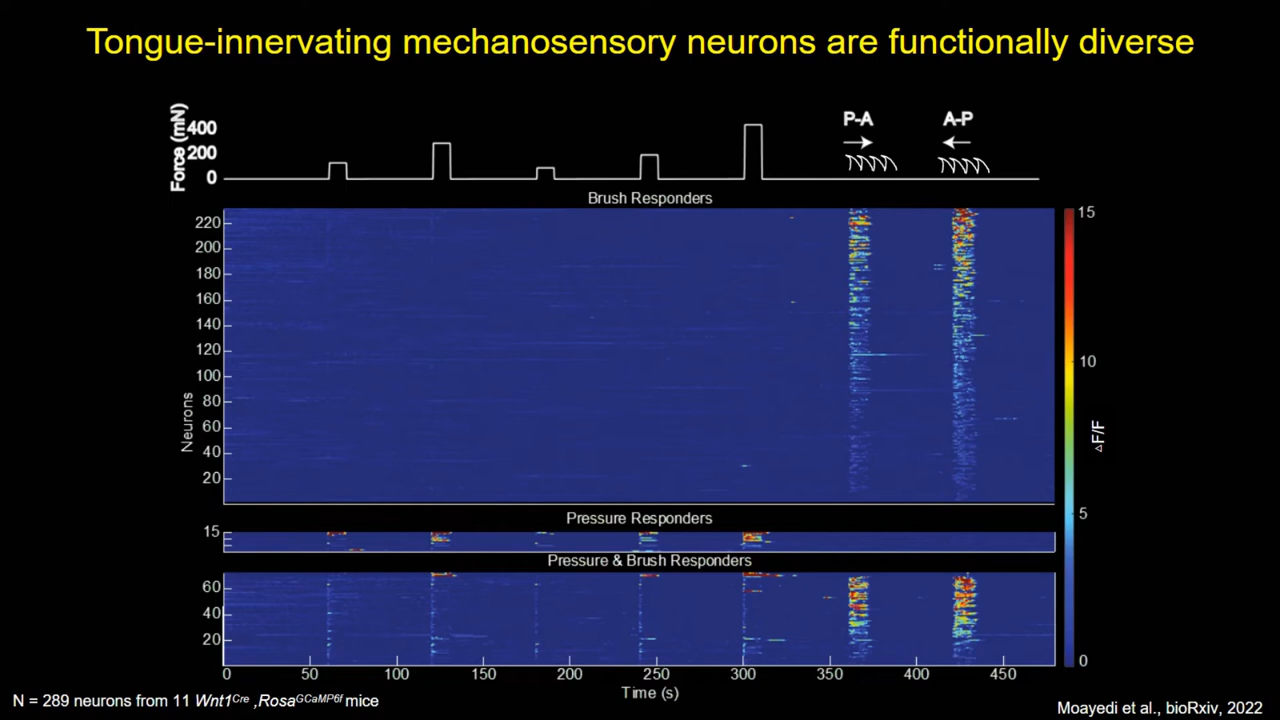 Tongue-innervating mechanosensory neurons are functionally diverse
Force (mN)
400
200
0
P-A
A-P
Brush Responders
Neurons
220
200
180
160
140
120
100
80
60
40
20
15
10
5
0
△F/F
Pressure Responders
15
Pressure & Brush Responders
60
40
20
0 50 100 150 200 250 300 350 400 450
Time (s)
N = 289 neurons from 11 Wnt1Cre ,RosaGCaMP6f mice
Moayedi et al., bioRxiv, 2022